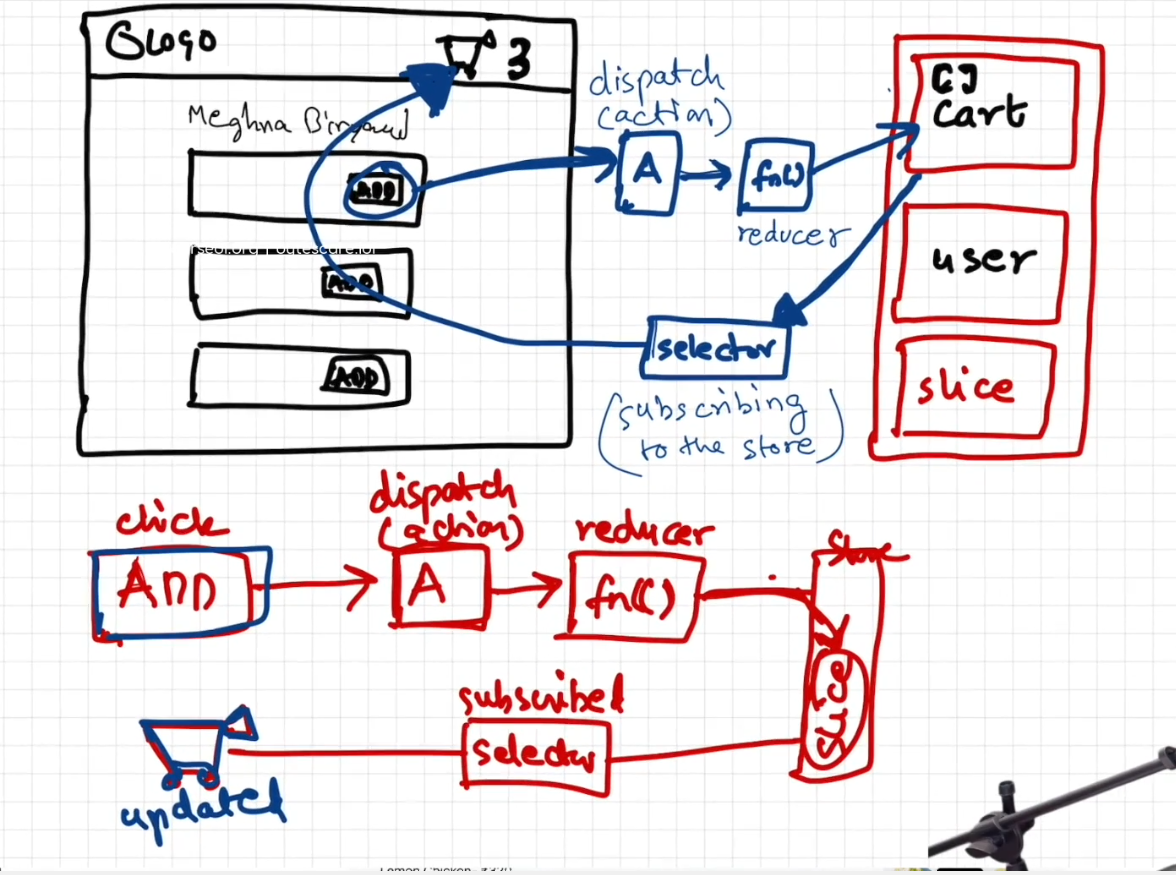 Logo
3
Meghna Biryani
ADD
ADD
ADD
dispatch
(action)
A
fn()
reducer
[]
Cart
user
slice
selector
(subscribing
to the store)
click
ADD
dispatch
(action)
A
reducer
fn()
Store
slice
subscribed
selector
updated